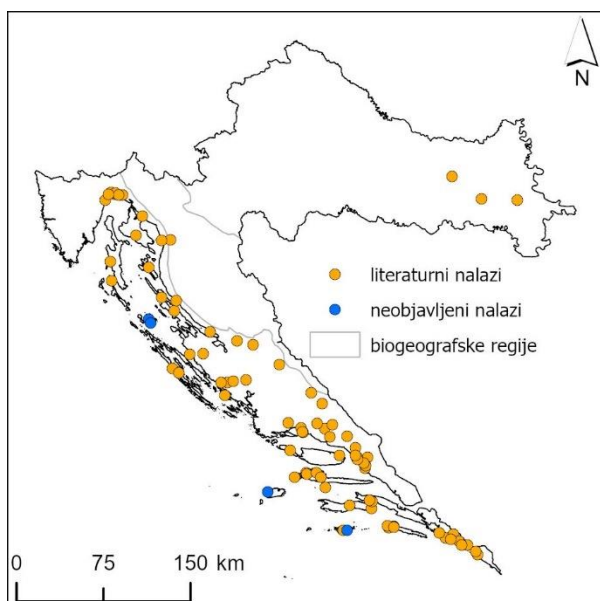 N
literaturni nalazi
neobjavljeni nalazi
biogeografske regije
0 75 150 km